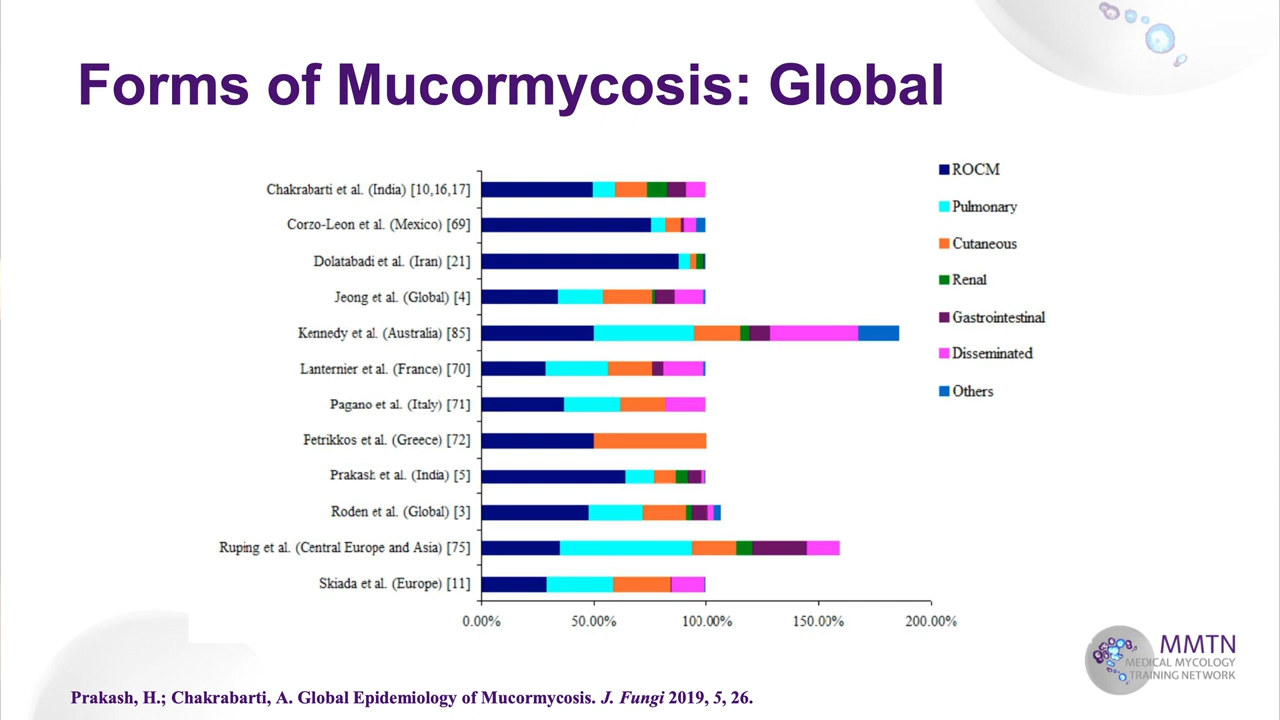 Forms of Mucormycosis: Global
Chakrabarti et al. (India) [10,16,17]
Corzo-Leon et al. (Mexico) [69]
Dolatabadi et al. (Iran) [21]
Jeong et al. (Global) [4]
Kennedy et al. (Australia) [85]
Lanternier et al. (France) [70]
Pagano et al. (Italy) [71]
Petrikkos et al. (Greece) [72]
Prakash et al. (India) [5]
Roden et al. (Global) [3]
Ruping et al. (Central Europe and Asia) [75]
Skiada et al. (Europe) [11]
0.00% 50.00% 100.00% 150.00% 200.00%
ROCM
Pulmonary
Cutaneous
Renal
Gastrointestinal
Disseminated
Others
MMTN
MEDICAL MYCOLOGY
TRAINING NETWORK
Prakash, H.; Chakrabarti, A. Global Epidemiology of Mucormycosis. J. Fungi 2019, 5, 26.